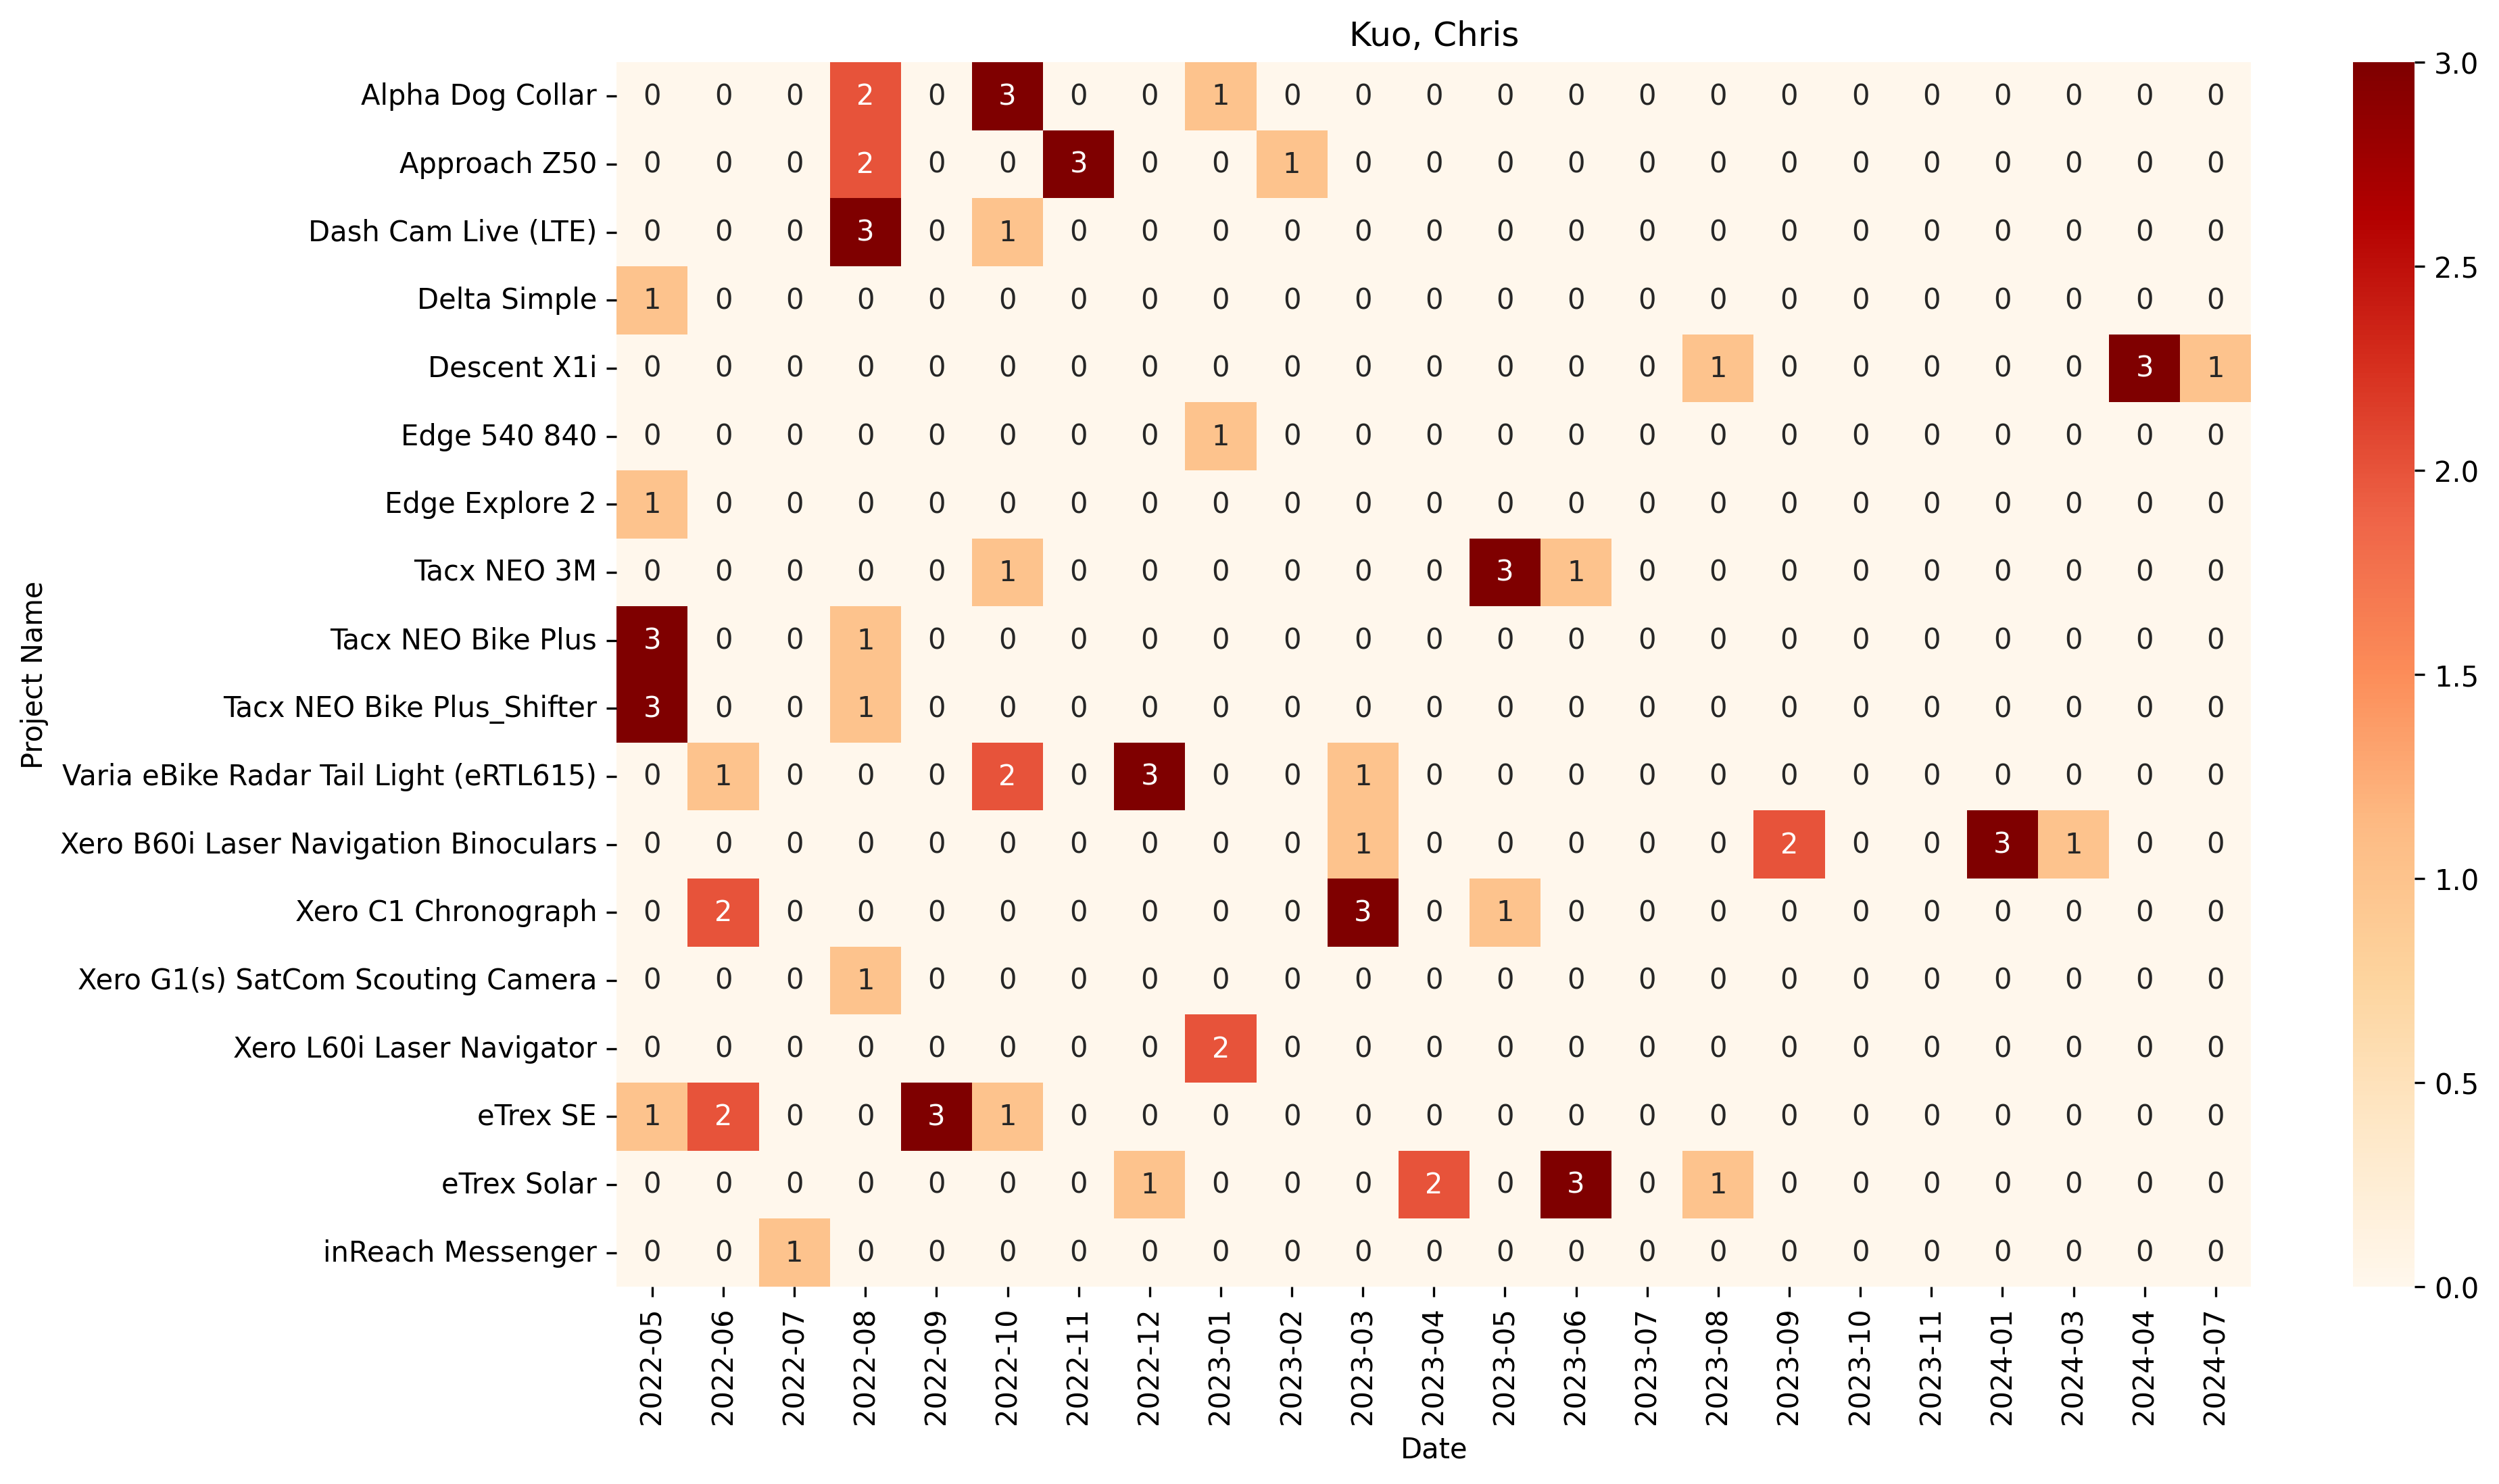 Kuo, Chris
Alpha Dog Collar 0 0 0 2 0 3 0 0 1 0 0 0 0 0 0 0 0 0 0 0 0 0 0
Approach Z50 0 0 0 2 0 0 3 0 0 1 0 0 0 0 0 0 0 0 0 0 0 0 0
Dash Cam Live (LTE) 0 0 0 3 0 1 0 0 0 0 0 0 0 0 0 0 0 0 0 0 0 0 0
Delta Simple 1 0 0 0 0 0 0 0 0 0 0 0 0 0 0 0 0 0 0 0 0 0 0
Descent X1i 0 0 0 0 0 0 0 0 0 0 0 0 0 0 0 1 0 0 0 0 0 3 1
Edge 540 840 0 0 0 0 0 0 0 0 1 0 0 0 0 0 0 0 0 0 0 0 0 0 0
Edge Explore 2 1 0 0 0 0 0 0 0 0 0 0 0 0 0 0 0 0 0 0 0 0 0 0
Tacx NEO 3M 0 0 0 0 0 1 0 0 0 0 0 0 3 1 0 0 0 0 0 0 0 0 0
Tacx NEO Bike Plus 3 0 0 1 0 0 0 0 0 0 0 0 0 0 0 0 0 0 0 0 0 0 0
Tacx NEO Bike Plus_Shifter 3 0 0 1 0 0 0 0 0 0 0 0 0 0 0 0 0 0 0 0 0 0 0
Varia eBike Radar Tail Light (eRTL615) 0 1 0 0 0 2 0 3 0 0 1 0 0 0 0 0 0 0 0 0 0 0 0
Xero B60i Laser Navigation Binoculars 0 0 0 0 0 0 0 0 0 0 1 0 0 0 0 0 2 0 0 3 1 0 0
Xero C1 Chronograph 0 2 0 0 0 0 0 0 0 0 3 0 1 0 0 0 0 0 0 0 0 0 0
Xero G1(s) SatCom Scouting Camera 0 0 0 1 0 0 0 0 0 0 0 0 0 0 0 0 0 0 0 0 0 0 0
Xero L60i Laser Navigator 0 0 0 0 0 0 0 0 2 0 0 0 0 0 0 0 0 0 0 0 0 0 0
eTrex SE 1 2 0 0 3 1 0 0 0 0 0 0 0 0 0 0 0 0 0 0 0 0 0
eTrex Solar 0 0 0 0 0 0 0 1 0 0 0 2 0 3 0 1 0 0 0 0 0 0 0
inReach Messenger 0 0 1 0 0 0 0 0 0 0 0 0 0 0 0 0 0 0 0 0 0 0 0
Project Name
2022-05 2022-06 2022-07 2022-08 2022-09 2022-10 2022-11 2022-12 2023-01 2023-02 2023-03 2023-04 2023-05 2023-06 2023-07 2023-08 2023-09 2023-10 2023-11 2024-01 2024-03 2024-04 2024-07
Date
3.0
2.5
2.0
1.5
1.0
0.5
0.0